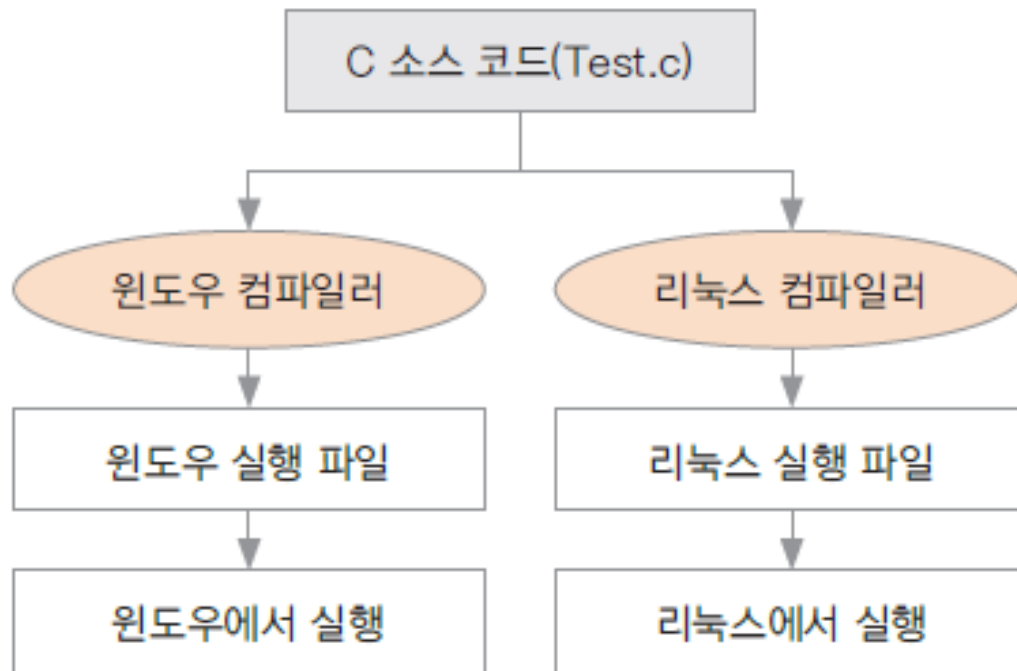 C 소스 코드(Test.c)
윈도우 컴파일러
리눅스 컴파일러
윈도우 실행 파일
리눅스 실행 파일
윈도우에서 실행
리눅스에서 실행